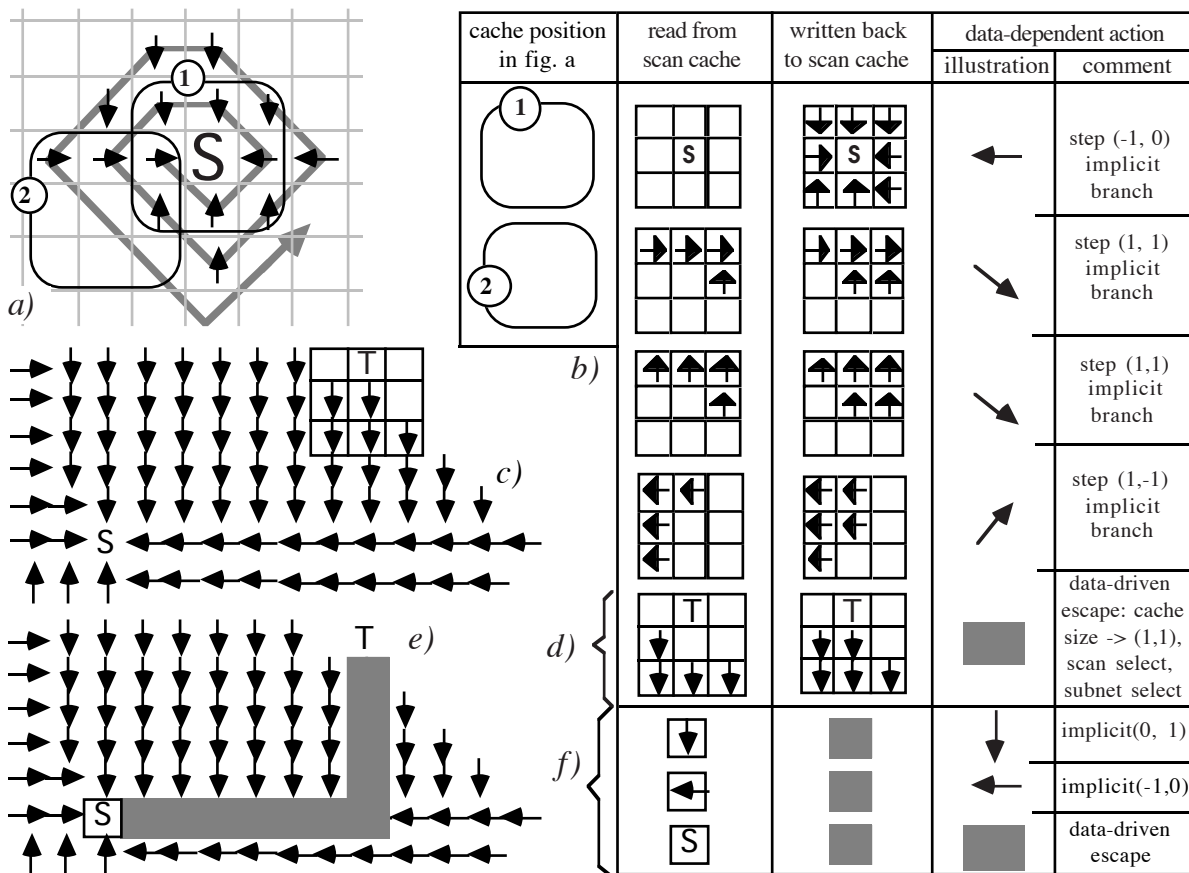 1
S
2
a)
cache position
in fig. a
read from
scan cache
written back
to scan cache
data-dependent action
illustration
comment
1
S
S
step (-1, 0)
implicit
branch
2
step (1, 1)
implicit
branch
b)
step (1,1)
implicit
branch
step (1,-1)
implicit
branch
d)
T
T
data-driven
escape: cache
size -> (1,1),
scan select,
subnet select
f)
implicit(0, 1)
implicit(-1,0)
S
data-driven
escape
T
c)
S
T
e)
S